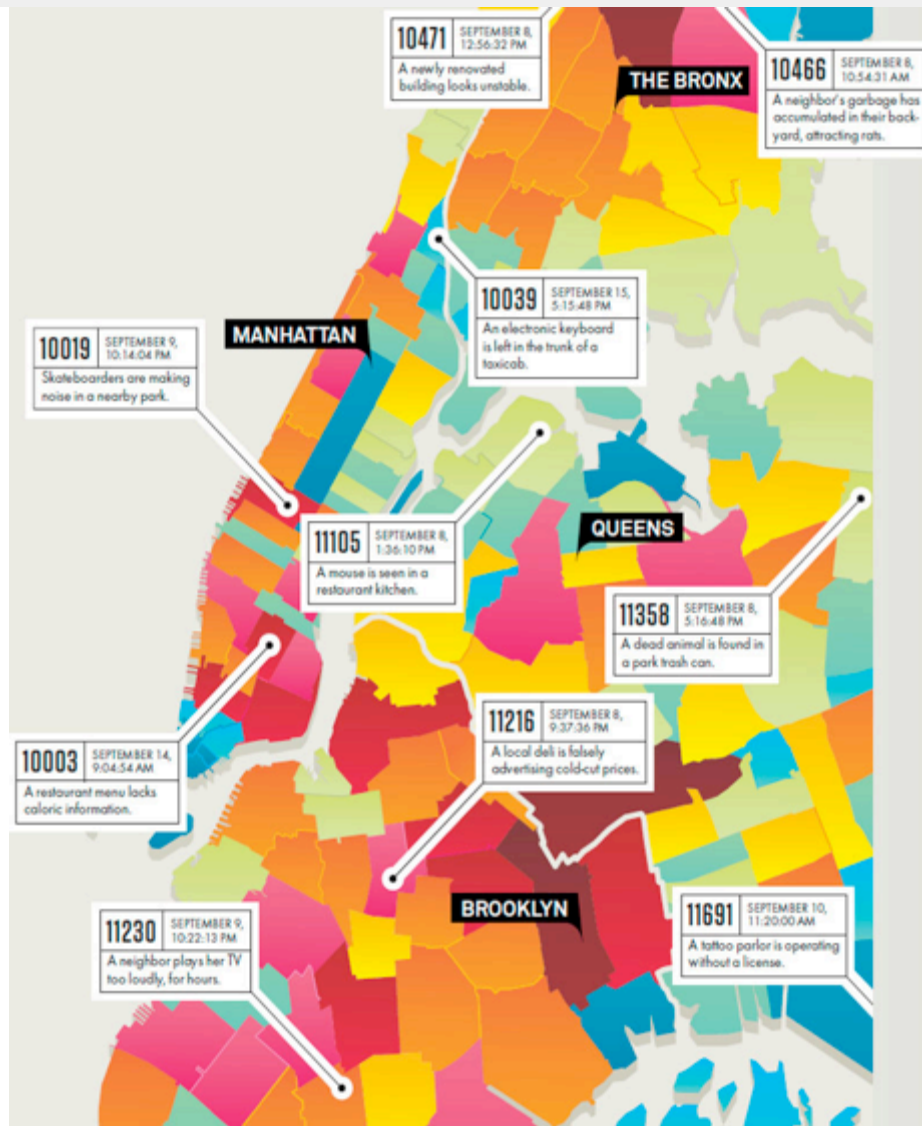 10471
SEPTEMBER 8,
12:56:32 PM
A newly renovated
building looks unstable.
THE BRONX
10466
SEPTEMBER 8,
10:54:31 AM
A neighbor's garbage has
accumulated in their back-
yard, attracting rats.
10039
SEPTEMBER 15,
5:15:48 PM
An electronic keyboard
is left in the trunk of a
taxicab.
MANHATTAN
10019
SEPTEMBER 9,
10:14:04 PM
Skateboarders are making
noise in a nearby park.
11105
SEPTEMBER 8,
1:36:10 PM
A mouse is seen in a
restaurant kitchen.
QUEENS
11358
SEPTEMBER 8,
5:16:48 PM
A dead animal is found in
a park trash can.
11216
SEPTEMBER 8,
9:37:36 PM
A local deli is falsely
advertising cold-cut prices.
10003
SEPTEMBER 14,
9:04:54 AM
A restaurant menu lacks
caloric information.
BROOKLYN
11691
SEPTEMBER 10,
11:20:00 AM
A tattoo parlor is operating
without a license.
11230
SEPTEMBER 9,
10:22:13 PM
A neighbor plays her TV
too loudly, for hours.